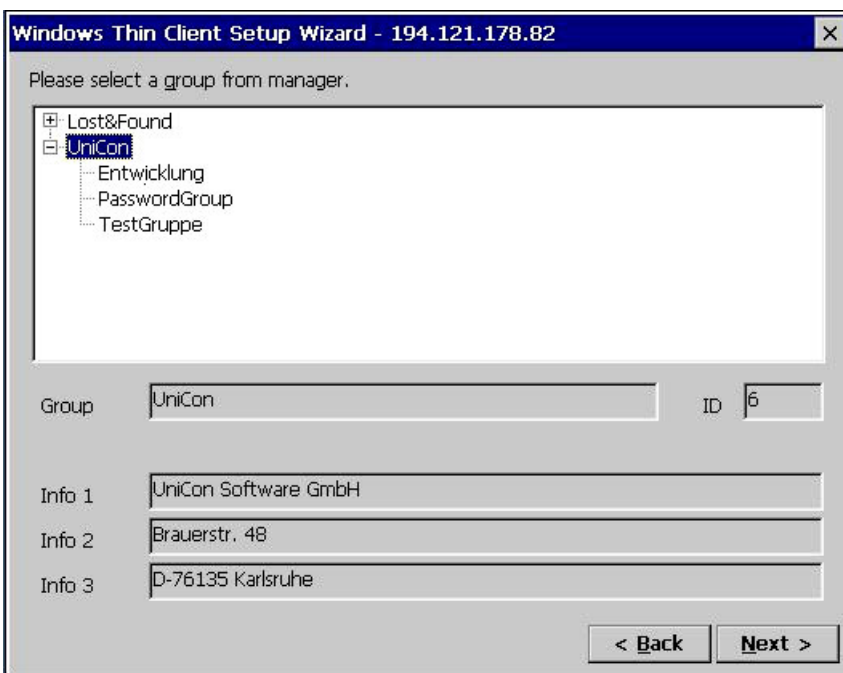 Windows Thin Client Setup Wizard - 194.121.178.82
Please select a group from manager.
Lost&Found
UniCon
Entwicklung
PasswordGroup
TestGruppe
Group UniCon ID 6
Info 1 UniCon Software GmbH
Info 2 Brauerstr. 48
Info 3 D-76135 Karlsruhe
< Back Next >